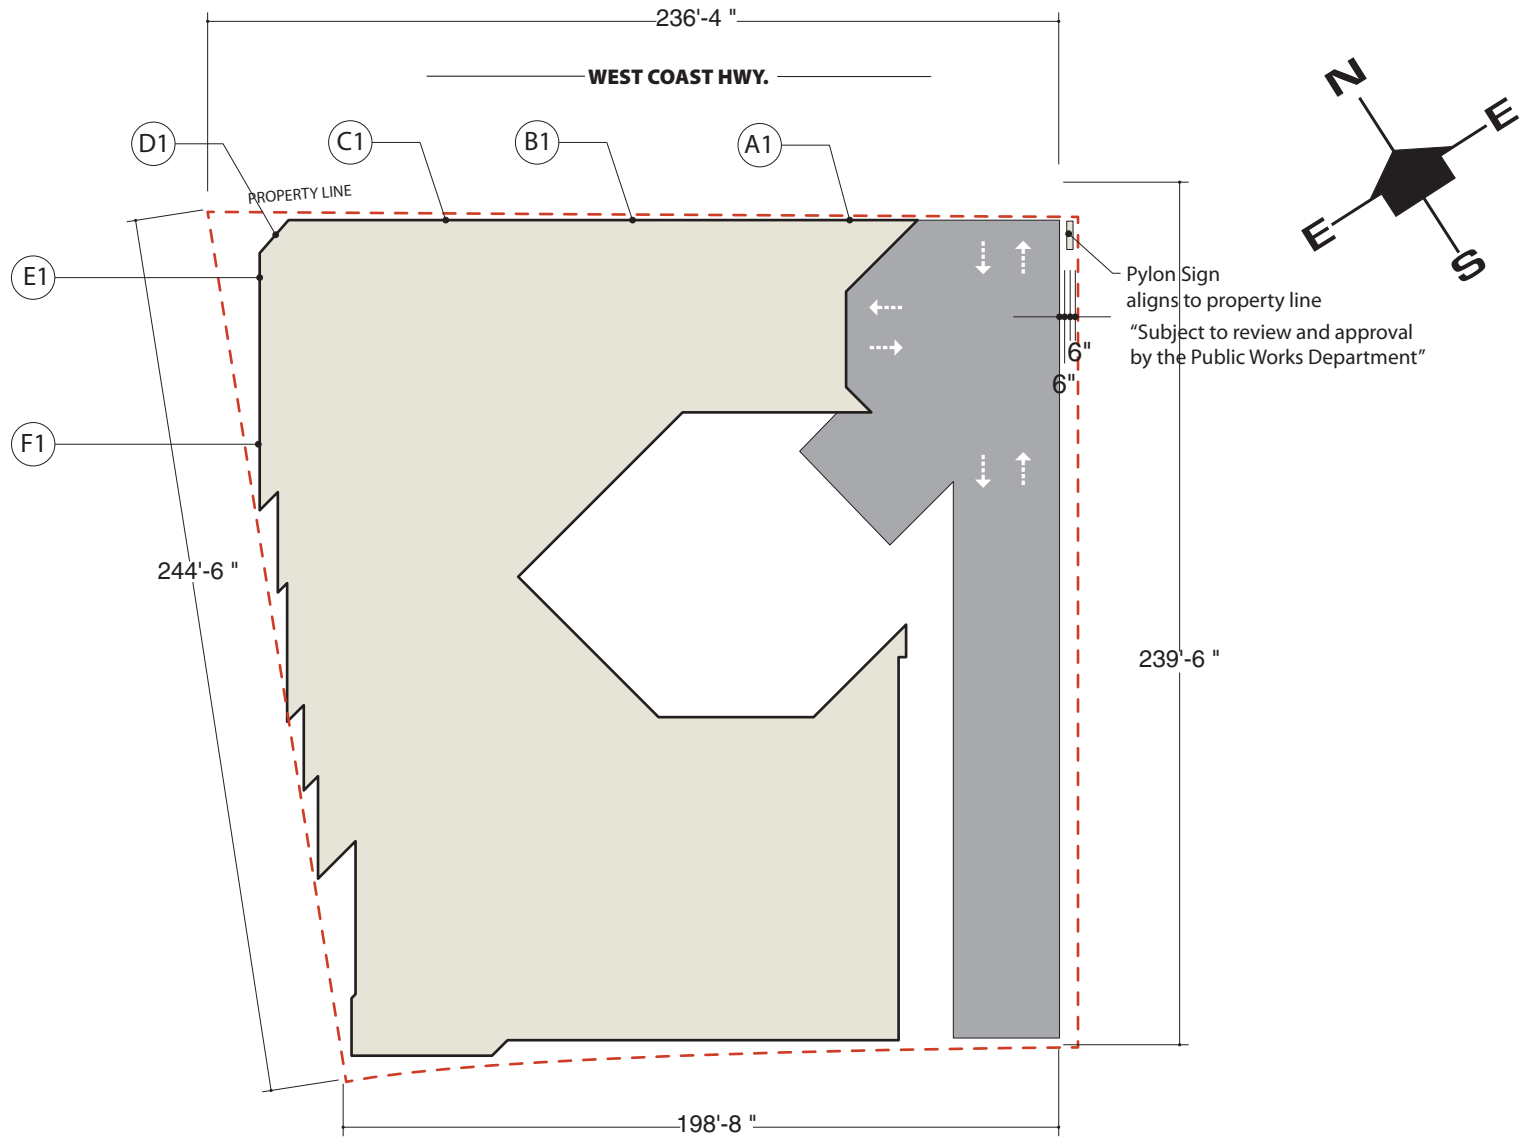 236'-4 "
WEST COAST HWY.
N
E
E
S
D1
C1
B1
A1
PROPERTY LINE
E1
Pylon Sign
aligns to property line
“Subject to review and approval
by the Public Works Department”
6"
6"
F1
244'-6 "
239'-6 "
198'-8 "